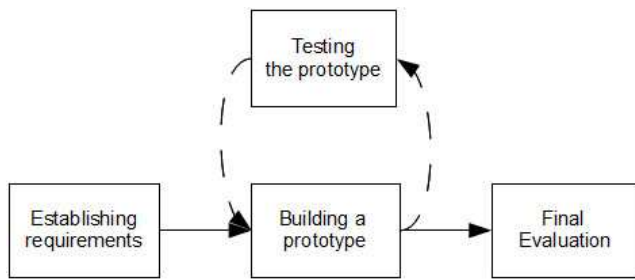 Testing
the prototype
Establishing
requirements
Building a
prototype
Final
Evaluation